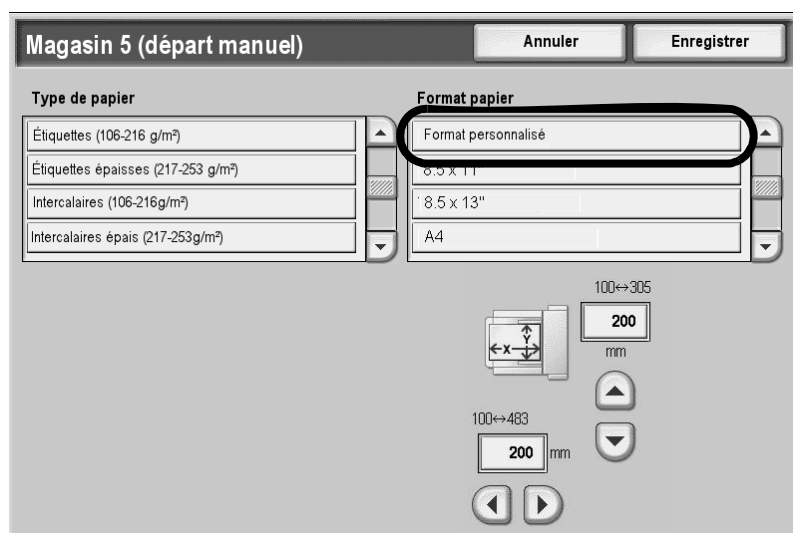 Magasin 5 (départ manuel)
Annuler
Enregistrer
Type de papier
Étiquettes (106-216 g/m²)
Étiquettes épaisses (217-253 g/m²)
Intercalaires (106-216g/m²)
Intercalaires épais (217-253g/m²)
Format papier
Format personnalisé
8.5 x 11
8.5 x 13"
A4
100↔305
200
mm
Y
X
100↔483
200 mm